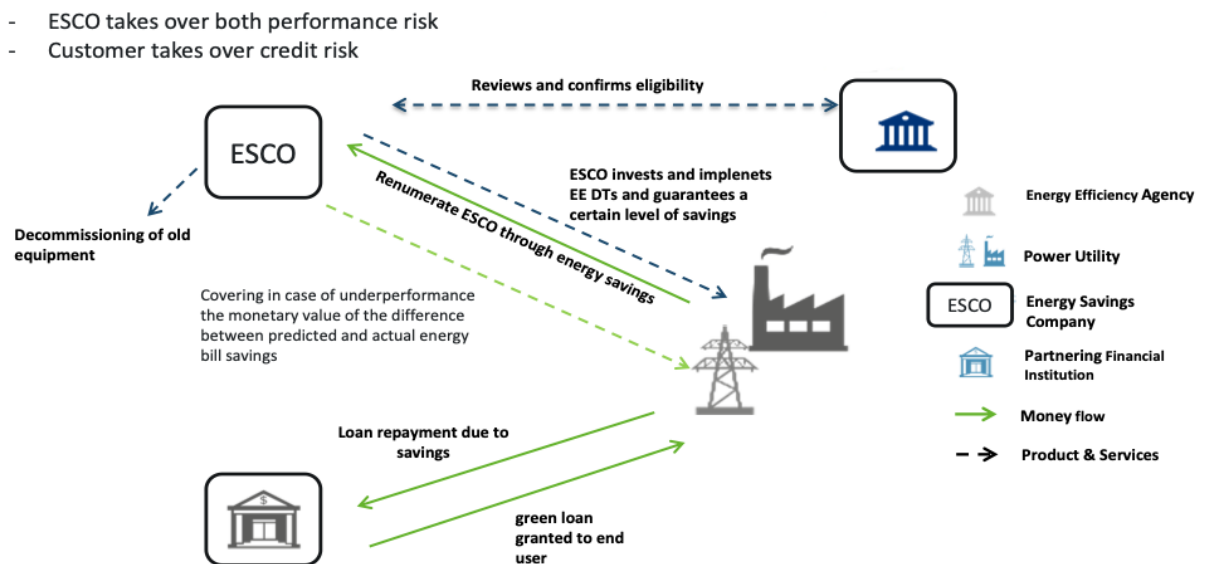 - ESCO takes over both performance risk
- Customer takes over credit risk
Reviews and confirms eligibility
ESCO
ESCO invests and implenets
EE DTs and guarantees a
certain level of savings
Renumerate ESCO through energy savings
Decommissioning of old
equipment
Covering in case of underperformance
the monetary value of the difference
between predicted and actual energy
bill savings
Loan repayment due to
savings
$
green loan
granted to end
user
Energy Efficiency Agency
Power Utility
ESCO
Energy Savings
Company
Partnering Financial
Institution
Money flow
Product & Services